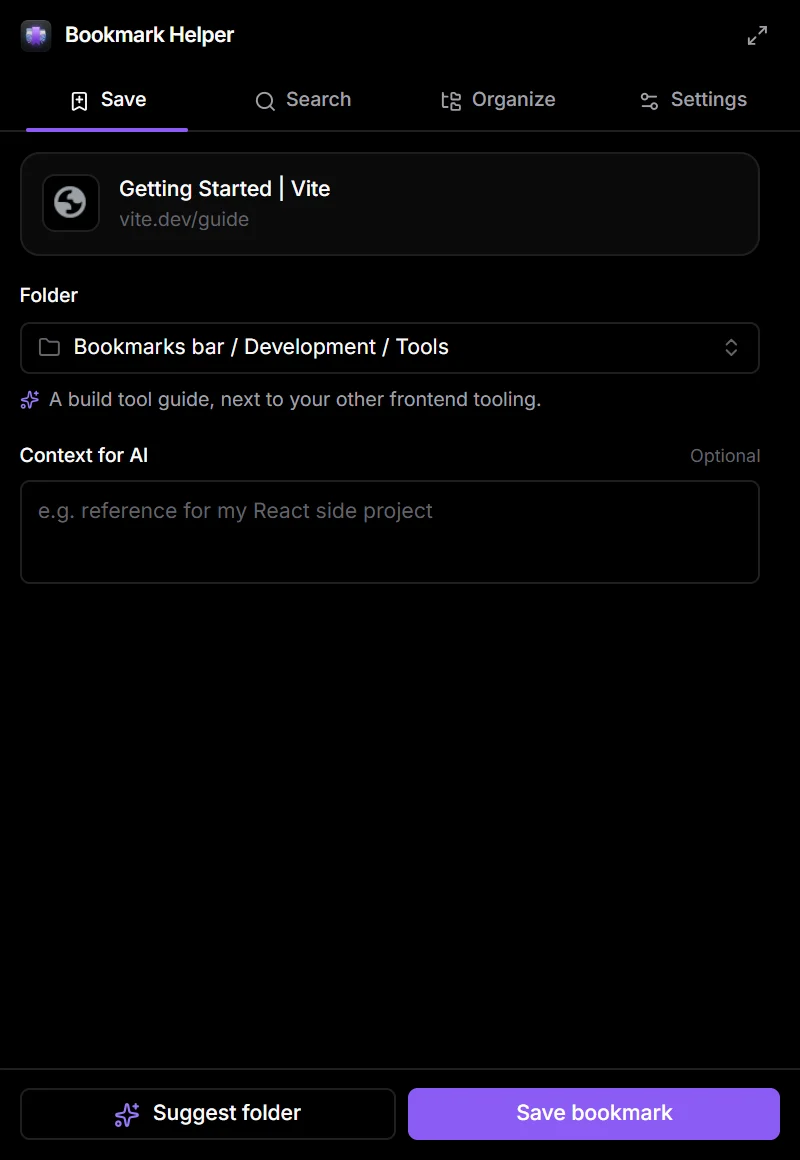 Bookmark Helper
Save
Search
Organize
Settings
Getting Started | Vite
vite.dev/guide
Folder
Bookmarks bar / Development / Tools
A build tool guide, next to your other frontend tooling.
Context for AI
Optional
e.g. reference for my React side project
Suggest folder
Save bookmark